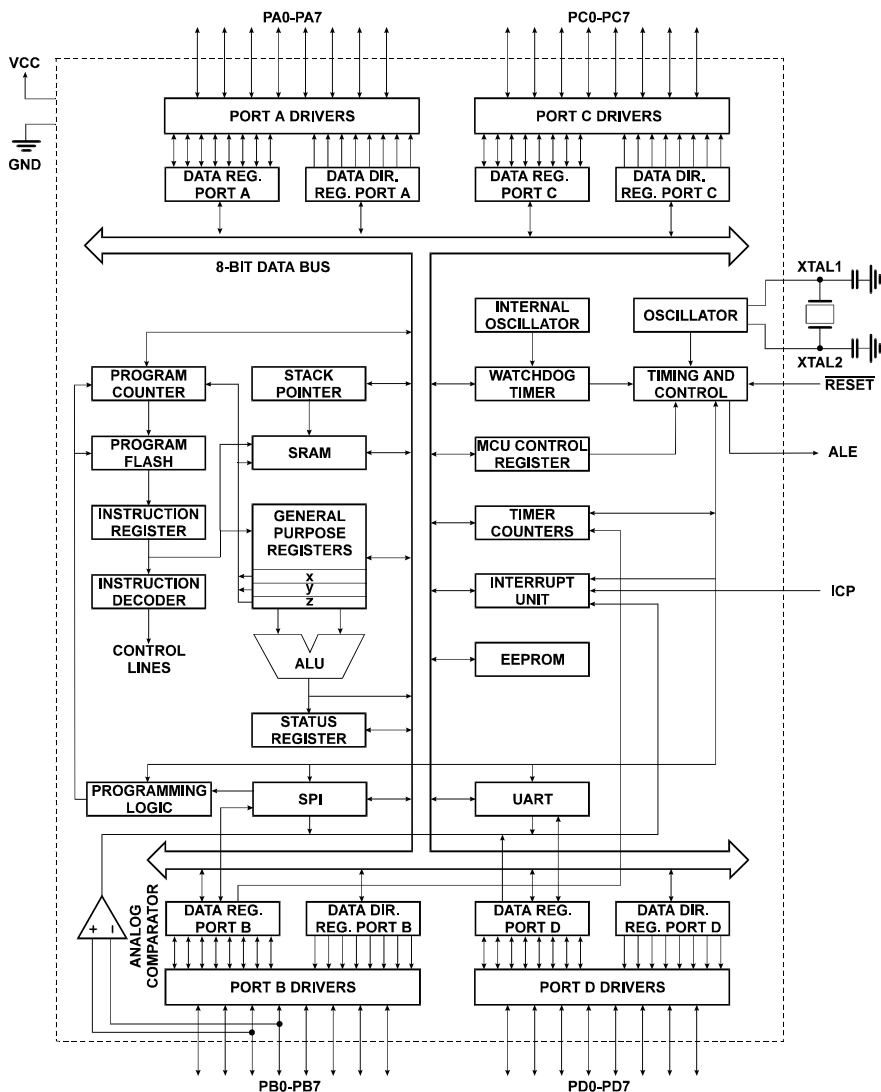 PA0-PA7
PC0-PC7
VCC
GND
PORT A DRIVERS
PORT C DRIVERS
DATA REG.
PORT A
DATA DIR.
REG. PORT A
DATA REG.
PORT C
DATA DIR.
REG. PORT C
8-BIT DATA BUS
XTAL1
INTERNAL
OSCILLATOR
OSCILLATOR
XTAL2
PROGRAM
COUNTER
STACK
POINTER
WATCHDOG
TIMER
TIMING AND
CONTROL
RESET
PROGRAM
FLASH
SRAM
MCU CONTROL
REGISTER
ALE
INSTRUCTION
REGISTER
GENERAL
PURPOSE
REGISTERS
TIMER
COUNTERS
X
Y
Z
INSTRUCTION
DECODER
INTERRUPT
UNIT
ICP
CONTROL
LINES
ALU
EEPROM
STATUS
REGISTER
PROGRAMMING
LOGIC
SPI
UART
+
−
ANALOG
COMPARATOR
DATA REG.
PORT B
DATA DIR.
REG. PORT B
DATA REG.
PORT D
DATA DIR.
REG. PORT D
PORT B DRIVERS
PORT D DRIVERS
PB0-PB7
PD0-PD7